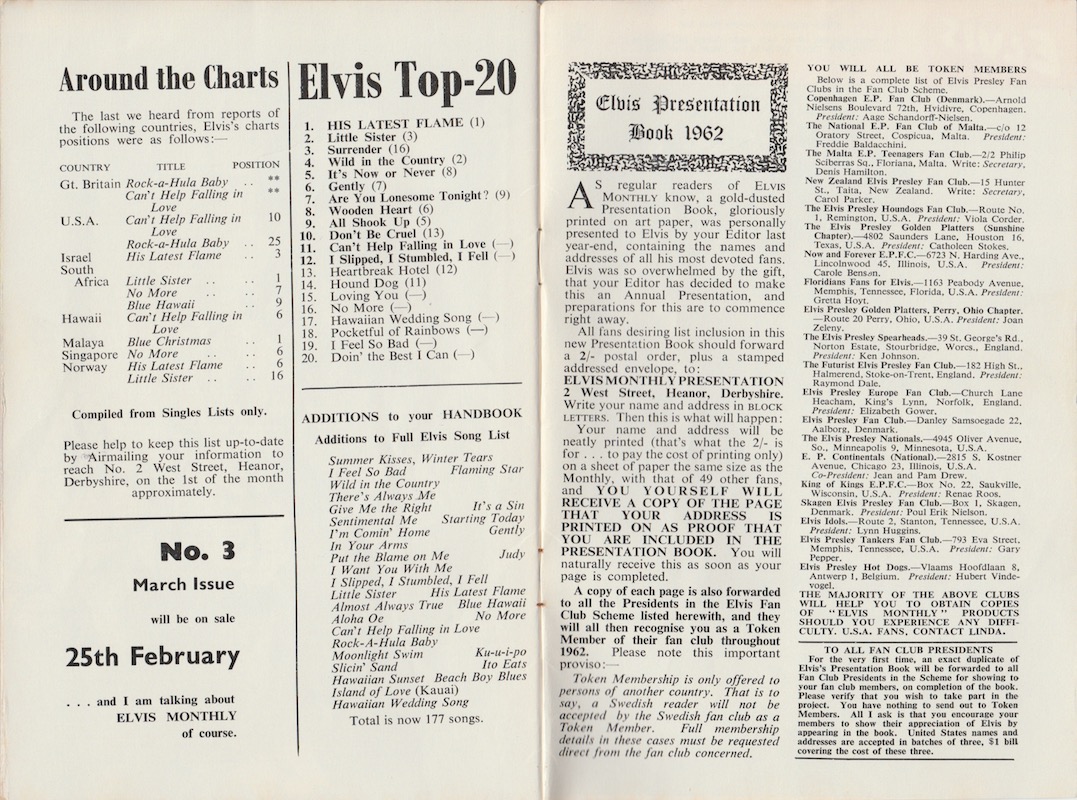 Around the Charts
The last we heard from reports of
the following countries, Elvis's charts
positions were as follows:—
COUNTRY TITLE POSITION
Gt. Britain Rock-a-Hula Baby .. **
Can't Help Falling in **
Love
U.S.A. Can't Help Falling in 10
Love
Rock-a-Hula Baby .. 25
Israel His Latest Flame .. 3
South
Africa Little Sister .. .. 1
No More .. .. 7
Blue Hawaii .. 9
Hawaii Can't Help Falling in 6
Love
Malaya Blue Christmas .. 1
Singapore No More .. .. 6
Norway His Latest Flame .. 6
Little Sister .. .. 16
Compiled from Singles Lists only.
Please help to keep this list up-to-date
by Airmailing your information to
reach No. 2 West Street, Heanor,
Derbyshire, on the 1st of the month
approximately.
No. 3
March Issue
will be on sale
25th February
. . . and I am talking about
ELVIS MONTHLY
of course.
Elvis Top-20
1. HIS LATEST FLAME (1)
2. Little Sister (3)
3. Surrender (16)
4. Wild in the Country (2)
5. It's Now or Never (8)
6. Gently (7)
7. Are You Lonesome Tonight? (9)
8. Wooden Heart (6)
9. All Shook Up (5)
10. Don't Be Cruel (13)
11. Can't Help Falling in Love (—)
12. I Slipped, I Stumbled, I Fell (—)
13. Heartbreak Hotel (12)
14. Hound Dog (11)
15. Loving You (—)
16. No More (—)
17. Hawaiian Wedding Song (—)
18. Pocketful of Rainbows (—)
19. I Feel So Bad (—)
20. Doin' the Best I Can (—)
ADDITIONS to your HANDBOOK
Additions to Full Elvis Song List
Summer Kisses, Winter Tears
I Feel So Bad Flaming Star
Wild in the Country
There's Always Me
Give Me the Right It's a Sin
Sentimental Me Starting Today
I'm Comin' Home Gently
In Your Arms
Put the Blame on Me Judy
I Want You With Me
I Slipped, I Stumbled, I Fell
Little Sister His Latest Flame
Almost Always True Blue Hawaii
Aloha Oe No More
Can't Help Falling in Love
Rock-A-Hula Baby
Moonlight Swim Ku-u-i-po
Slicin' Sand Ito Eats
Hawaiian Sunset Beach Boy Blues
Island of Love (Kauai)
Hawaiian Wedding Song
Total is now 177 songs.
Elvis Presentation
Book 1962
AS regular readers of ELVIS
MONTHLY know, a gold-dusted
Presentation Book, gloriously
printed on art paper, was personally
presented to Elvis by your Editor last
year-end, containing the names and
addresses of all his most devoted fans.
Elvis was so overwhelmed by the gift,
that your Editor has decided to make
this an Annual Presentation, and
preparations for this are to commence
right away.
All fans desiring list inclusion in this
new Presentation Book should forward
a 2/- postal order, plus a stamped
addressed envelope, to:
ELVIS MONTHLY PRESENTATION
2 West Street, Heanor, Derbyshire.
Write your name and address in BLOCK
LETTERS. Then this is what will happen:
Your name and address will be
neatly printed (that's what the 2/- is
for . . . to pay the cost of printing only)
on a sheet of paper the same size as the
Monthly, with that of 49 other fans,
and YOU YOURSELF WILL
RECEIVE A COPY OF THE PAGE
THAT YOUR ADDRESS IS
PRINTED ON AS PROOF THAT
YOU ARE INCLUDED IN THE
PRESENTATION BOOK. You will
naturally receive this as soon as your
page is completed.
A copy of each page is also forwarded
to all the Presidents in the Elvis Fan
Club Scheme listed herewith, and they
will all then recognise you as a Token
Member of their fan club throughout
1962. Please note this important
proviso:—
Token Membership is only offered to
persons of another country. That is to
say, a Swedish reader will not be
accepted by the Swedish fan club as a
Token Member. Full membership
details in these cases must be requested
direct from the fan club concerned.
YOU WILL ALL BE TOKEN MEMBERS
Below is a complete list of Elvis Presley Fan
Clubs in the Fan Club Scheme.
Copenhagen E.P. Fan Club (Denmark).—Arnold
Nielsens Boulevard 72th, Hvidivre, Copenhagen.
President: Aage Schandorff-Nielsen.
The National E.P. Fan Club of Malta.—c/o 12
Oratory Street, Cospicua, Malta. President:
Freddie Baldacchini.
The Malta E.P. Teenagers Fan Club.—2/2 Philip
Sciberras Sq., Floriana, Malta. Write: Secretary,
Denis Hamilton.
New Zealand Elvis Presley Fan Club.—15 Hunter
St., Taita, New Zealand. Write: Secretary,
Carol Parker.
The Elvis Presley Houndogs Fan Club.—Route No.
1, Remington, U.S.A. President: Viola Corder.
The Elvis Presley Golden Platters (Sunshine
Chapter).—4802 Saunders Lane, Houston 16,
Texas, U.S.A. President: Catholeen Stokes.
Now and Forever E.P.F.C.—6723 N. Harding Ave.,
Lincolnwood 45, Illinois, U.S.A. President:
Carole Benson.
Floridians Fans for Elvis.—1163 Peabody Avenue,
Memphis, Tennessee, Florida, U.S.A. President:
Gretta Hoyt.
Elvis Presley Golden Platters, Perry, Ohio Chapter.
—Route 20 Perry, Ohio, U.S.A. President: Joan
Zeleny.
The Elvis Presley Spearheads.—39 St. George's Rd.,
Norton Estate, Stourbridge, Worcs., England.
President: Ken Johnson.
The Futurist Elvis Presley Fan Club.—182 High St.,
Halmerend, Stoke-on-Trent, England. President:
Raymond Dale.
Elvis Presley Europe Fan Club.—Church Lane
Heacham, King's Lynn, Norfolk, England.
President: Elizabeth Gower.
Elvis Presley Fan Club.—Danley Samsoegade 22,
Aalborg, Denmark.
The Elvis Presley Nationals.—4945 Oliver Avenue,
So., Minneapolis 9, Minnesota, U.S.A.
E. P. Continentals (National).—2815 S. Kostner
Avenue, Chicago 23, Illinois, U.S.A.
Co-President: Jean and Pam Drew.
King of Kings E.P.F.C.—Box No. 22, Saukville,
Wisconsin, U.S.A. President: Renae Roos.
Skagen Elvis Presley Fan Club.—Box 1, Skagen,
Denmark. President: Poul Erik Nielson.
Elvis Idols.—Route 2, Stanton, Tennessee, U.S.A.
President: Lynn Huggins.
Elvis Presley Tankers Fan Club.—793 Eva Street,
Memphis, Tennessee, U.S.A. President: Gary
Pepper.
Elvis Presley Hot Dogs.—Vlaams Hoofdlaan 8,
Antwerp 1, Belgium. President: Hubert Vinde-
vogel.
THE MAJORITY OF THE ABOVE CLUBS
WILL HELP YOU TO OBTAIN COPIES
OF "ELVIS MONTHLY" PRODUCTS
SHOULD YOU EXPERIENCE ANY DIFFI-
CULTY. U.S.A. FANS, CONTACT LINDA.
TO ALL FAN CLUB PRESIDENTS
For the very first time, an exact duplicate of
Elvis's Presentation Book will be forwarded to all
Fan Club Presidents in the Scheme for showing to
your fan club members, on completion of the book.
Please verify that you wish to take part in the
project. You have nothing to send out to Token
Members. All I ask is that you encourage your
members to show their appreciation of Elvis by
appearing in the book. United States names and
addresses are accepted in batches of three, $1 bill
covering the cost of these three.